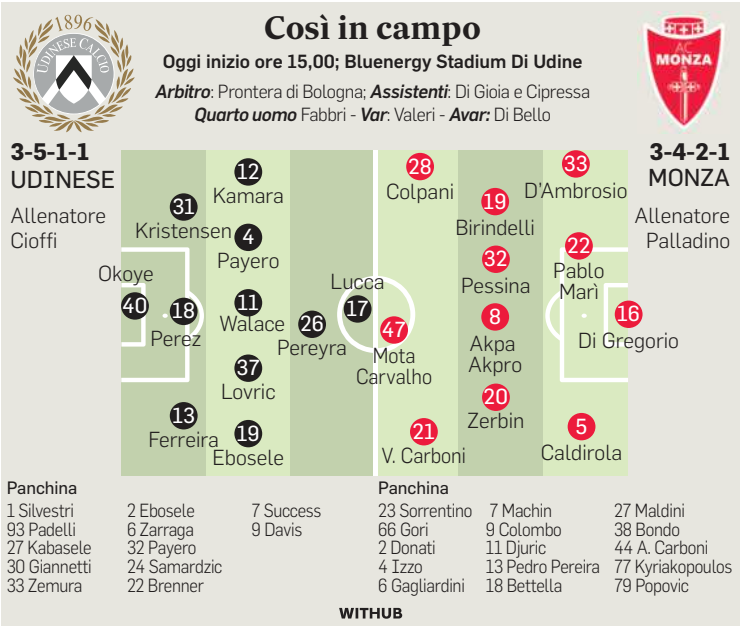 Così in campo
Oggi inizio ore 15,00; Bluenergy Stadium Di Udine
Arbitro: Prontera di Bologna; Assistenti: Di Gioia e Cipressa
Quarto uomo Fabbri - Var: Valeri - Avar: Di Bello
1896
UDINESE CALCIO
AC
MONZA
3-5-1-1
UDINESE
Allenatore
Cioffi
3-4-2-1
MONZA
Allenatore
Palladino
40
Okoye
31
Kristensen
18
Perez
13
Ferreira
12
Kamara
4
Payero
11
Walace
37
Lovric
19
Ebosele
26
Pereyra
Lucca
17
47
Mota
Carvalho
28
Colpani
21
V. Carboni
19
Birindelli
32
Pessina
8
Akpa
Akpro
20
Zerbin
33
D'Ambrosio
22
Pablo
Marì
5
Caldirola
16
Di Gregorio
Panchina
1 Silvestri
93 Padelli
27 Kabasele
30 Giannetti
33 Zemura
2 Ebosele
6 Zarraga
32 Payero
24 Samardzic
22 Brenner
7 Success
9 Davis
Panchina
23 Sorrentino
66 Gori
2 Donati
4 Izzo
6 Gagliardini
7 Machin
9 Colombo
11 Djuric
13 Pedro Pereira
18 Bettella
27 Maldini
38 Bondo
44 A. Carboni
77 Kyriakopoulos
79 Popovic
WITHUB